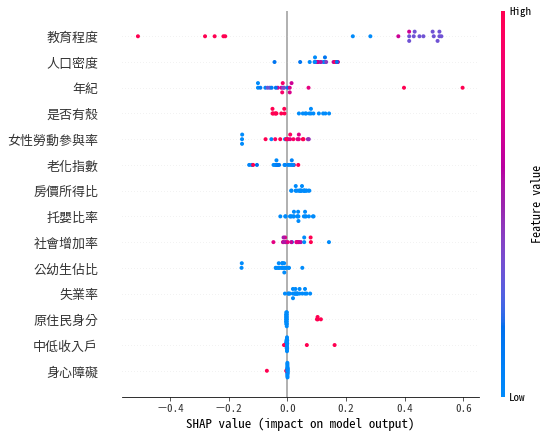 High
教育程度
人口密度
年紀
是否有殼
女性勞動參與率
老化指數
房價所得比
托嬰比率
社會增加率
公幼生佔比
失業率
原住民身分
中低收入戶
身心障礙
Feature value
Low
−0.4 −0.2 0.0 0.2 0.4 0.6
SHAP value (impact on model output)